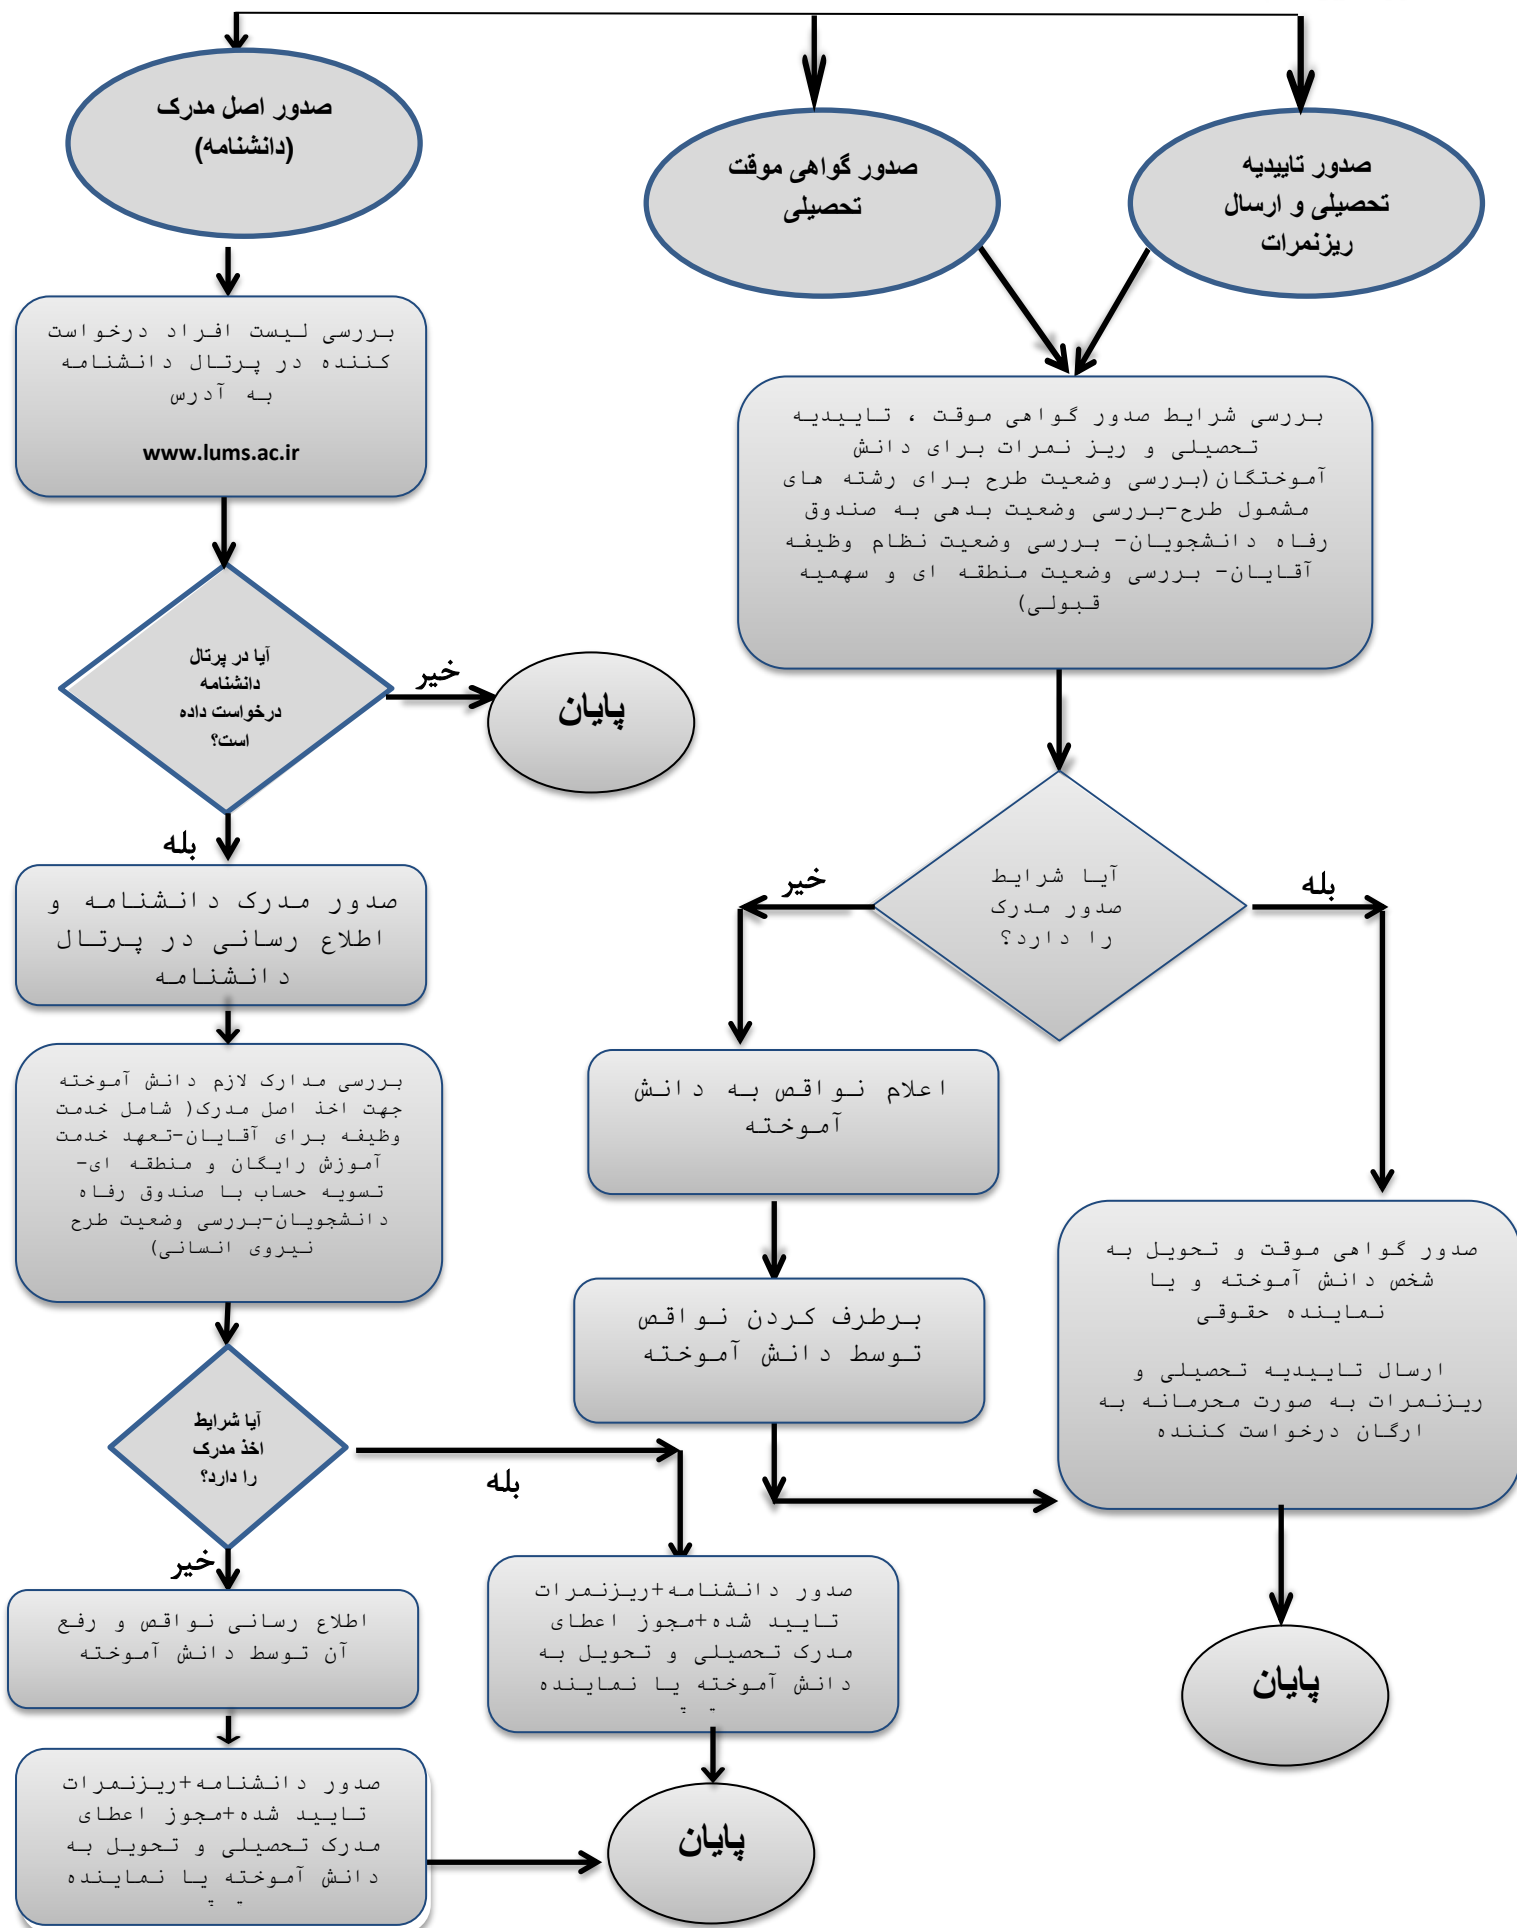 صدور اصل مدرک
(دانشنامه)
صدور گواهی موقت
تحصیلی
صدور تاییدیه
تحصیلی و ارسال
ریزنمرات
بررسی لیست افراد درخواست
کننده در پرتال دانشنامه
به آدرس
www.lums.ac.ir
بررسی شرایط صدور گواهی موقت ، تاییدیه
تحصیلی و ریز نمرات برای دانش
آموختگان(بررسی وضعیت طرح برای رشته های
مشمول طرح-بررسی وضعیت بدهی به صندوق
رفاه دانشجویان- بررسی وضعیت نظام وظیفه
آقایان- بررسی وضعیت منطقه ای و سهمیه
قبولی)
آیا در پرتال
دانشنامه
درخواست داده
است؟
خیر
پایان
بله
صدور مدرک دانشنامه و
اطلاع رسانی در پرتال
دانشنامه
آیا شرایط
صدور مدرک
را دارد؟
خیر
بله
بررسی مدارک لازم دانش آموخته
جهت اخذ اصل مدرک( شامل خدمت
وظیفه برای آقایان-تعهد خدمت
آموزش رایگان و منطقه ای-
تسویه حساب با صندوق رفاه
دانشجویان-بررسی وضعیت طرح
نیروی انسانی)
اعلام نواقص به دانش
آموخته
برطرف کردن نواقص
توسط دانش آموخته
صدور گواهی موقت و تحویل به
شخص دانش آموخته و یا
نماینده حقوقی
ارسال تاییدیه تحصیلی و
ریزنمرات به صورت محرمانه به
ارگان درخواست کننده
آیا شرایط
اخذ مدرک
را دارد؟
بله
خیر
اطلاع رسانی نواقص و رفع
آن توسط دانش آموخته
صدور دانشنامه+ریزنمرات
تایید شده+مجوز اعطای
مدرک تحصیلی و تحویل به
دانش آموخته یا نماینده
پایان
صدور دانشنامه+ریزنمرات
تایید شده+مجوز اعطای
مدرک تحصیلی و تحویل به
دانش آموخته یا نماینده
پایان